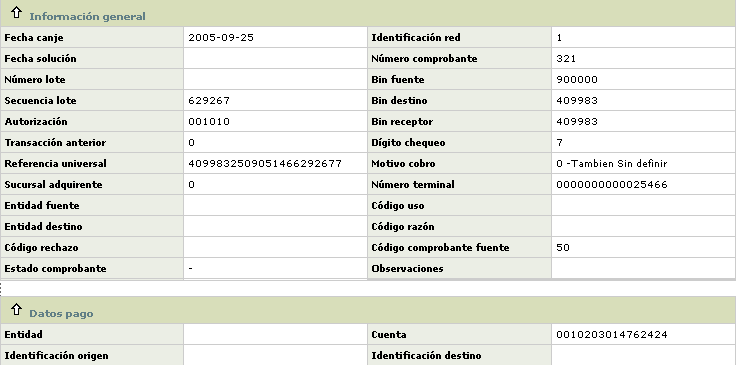 Información general
Fecha canje 2005-09-25 Identificación red 1
Fecha solución Número comprobante 321
Número lote Bin fuente 900000
Secuencia lote 629267 Bin destino 409983
Autorización 001010 Bin receptor 409983
Transacción anterior 0 Dígito chequeo 7
Referencia universal 4099832509051466292677 Motivo cobro 0 -Tambien Sin definir
Sucursal adquirente 0 Número terminal 0000000000025466
Entidad fuente Código uso
Entidad destino Código razón
Código rechazo Código comprobante fuente 50
Estado comprobante - Observaciones
Datos pago
Entidad Cuenta 0010203014762424
Identificación origen Identificación destino